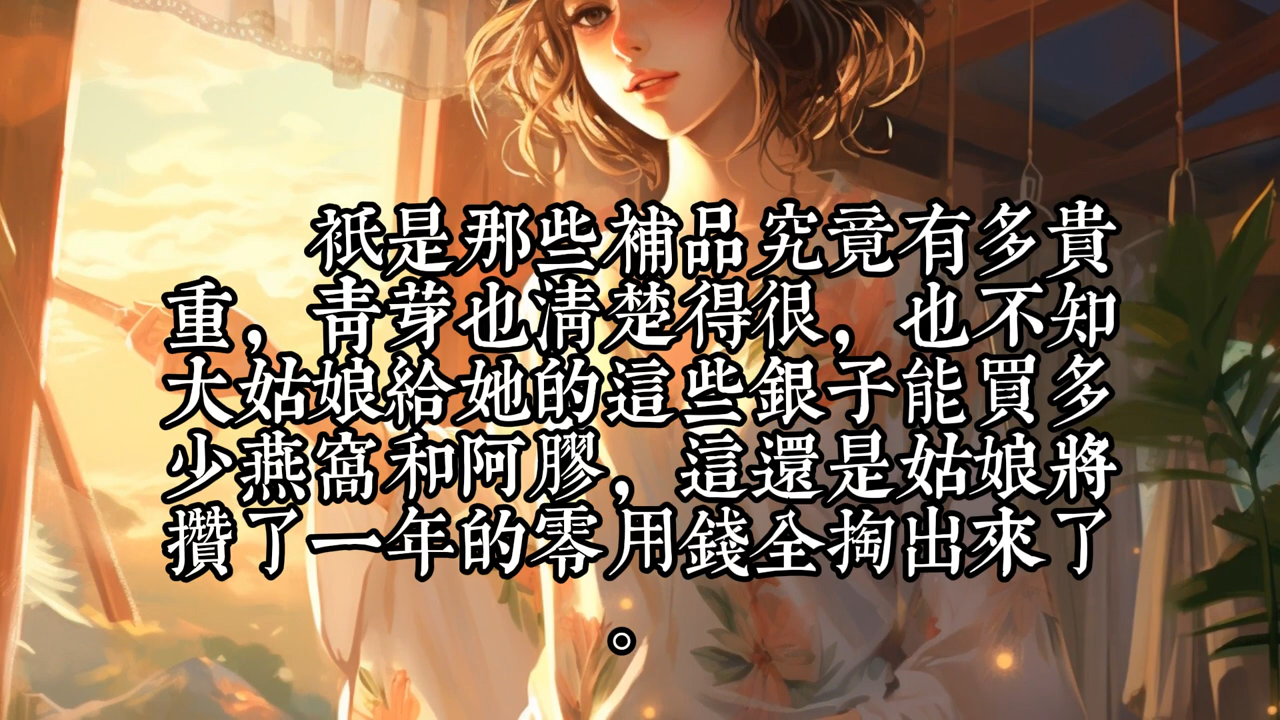 祇是那些補品究竟有多貴
重，青芽也清楚得很，也不知
大姑娘給她的這些銀子能買多
少燕窩和阿膠，這還是姑娘將
攢了一年的零用錢全掏出來了
。